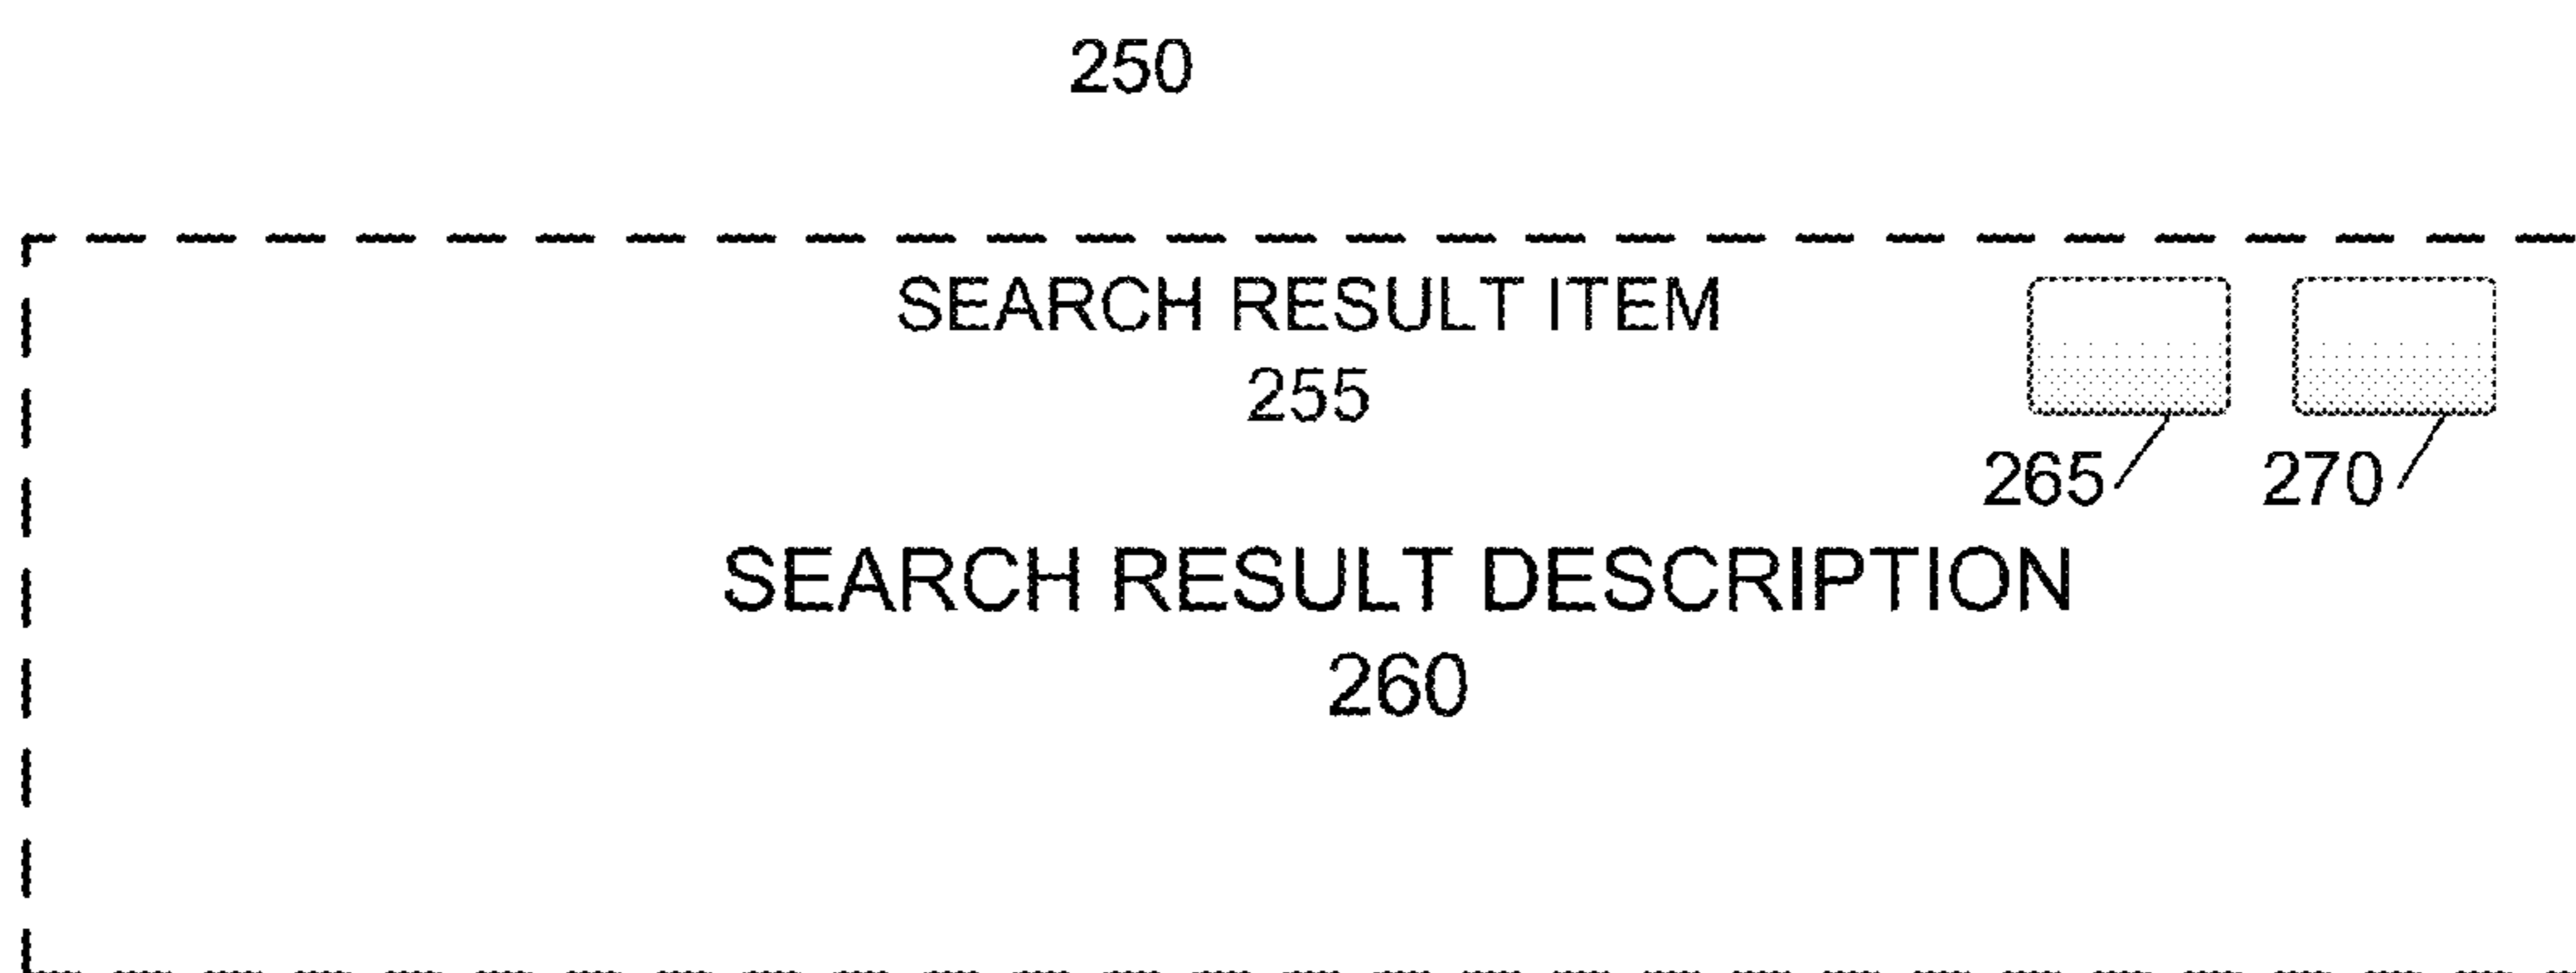 250
SEARCH RESULT ITEM
255
265 270
SEARCH RESULT DESCRIPTION
260